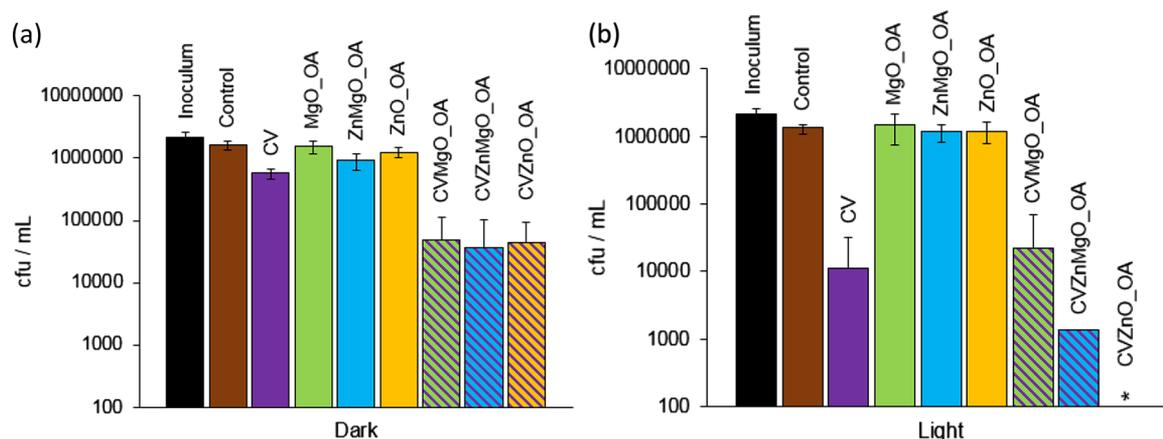 (a)
cfu / mL
10000000
1000000
100000
10000
1000
100
Inoculum
Control
CV
MgO_OA
ZnMgO_OA
ZnO_OA
CVMgO_OA
CVZnMgO_OA
CVZnO_OA
Dark
(b)
cfu / mL
10000000
1000000
100000
10000
1000
100
Inoculum
Control
CV
MgO_OA
ZnMgO_OA
ZnO_OA
CVMgO_OA
CVZnMgO_OA
* CVZnO_OA
Light